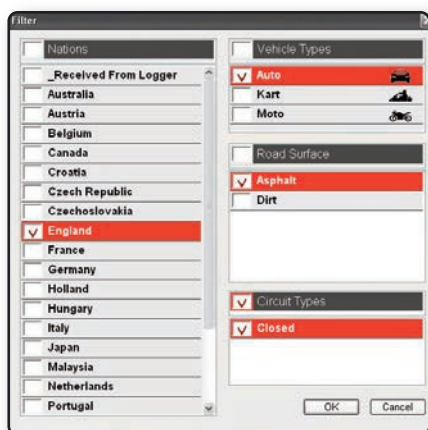 Filter
Nations
_Received From Logger
Australia
Austria
Belgium
Canada
Croatia
Czech Republic
Czechoslovakia
England
France
Germany
Holland
Hungary
Italy
Japan
Malaysia
Netherlands
Portugal
Vehicle Types
Auto
Kart
Moto
Road Surface
Asphalt
Dirt
Circuit Types
Closed
OK
Cancel